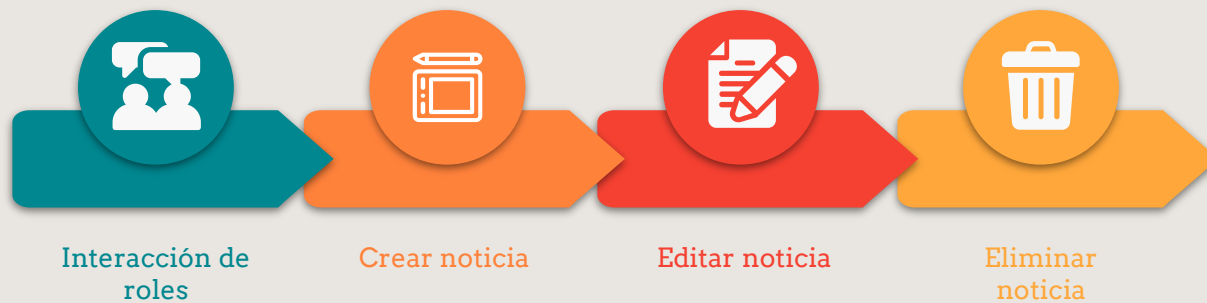 Interacción de
roles
Crear noticia
Editar noticia
Eliminar
noticia